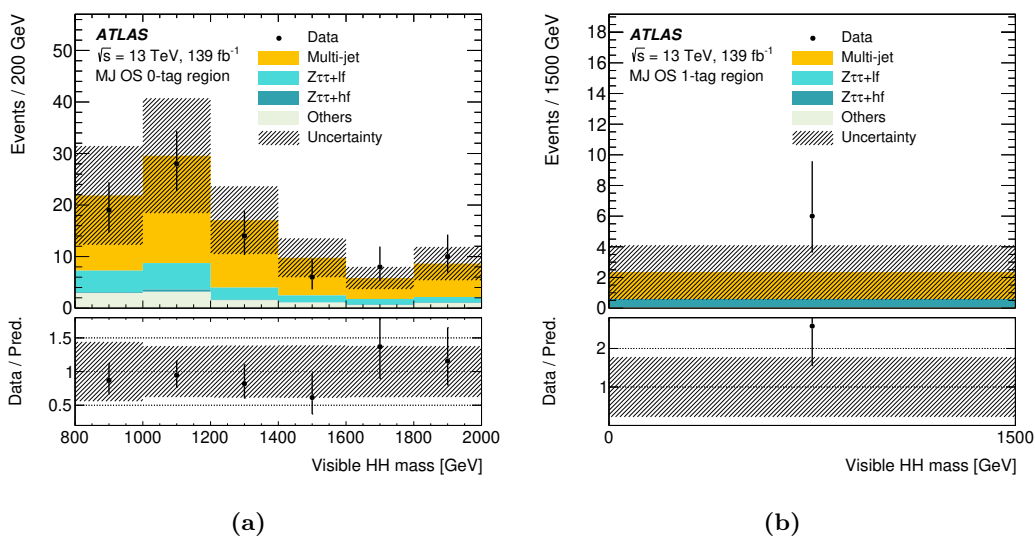 Events / 200 GeV
50
40
30
20
10
0
ATLAS
√s = 13 TeV, 139 fb⁻¹
MJ OS 0-tag region
Data
Multi-jet
Zττ+lf
Zττ+hf
Others
Uncertainty
Data / Pred.
1.5
1
0.5
800 1000 1200 1400 1600 1800 2000
Visible HH mass [GeV]
(a)
Events / 1500 GeV
18
16
14
12
10
8
6
4
2
0
ATLAS
√s = 13 TeV, 139 fb⁻¹
MJ OS 1-tag region
Data
Multi-jet
Zττ+lf
Zττ+hf
Others
Uncertainty
Data / Pred.
2
1
0 1500
Visible HH mass [GeV]
(b)